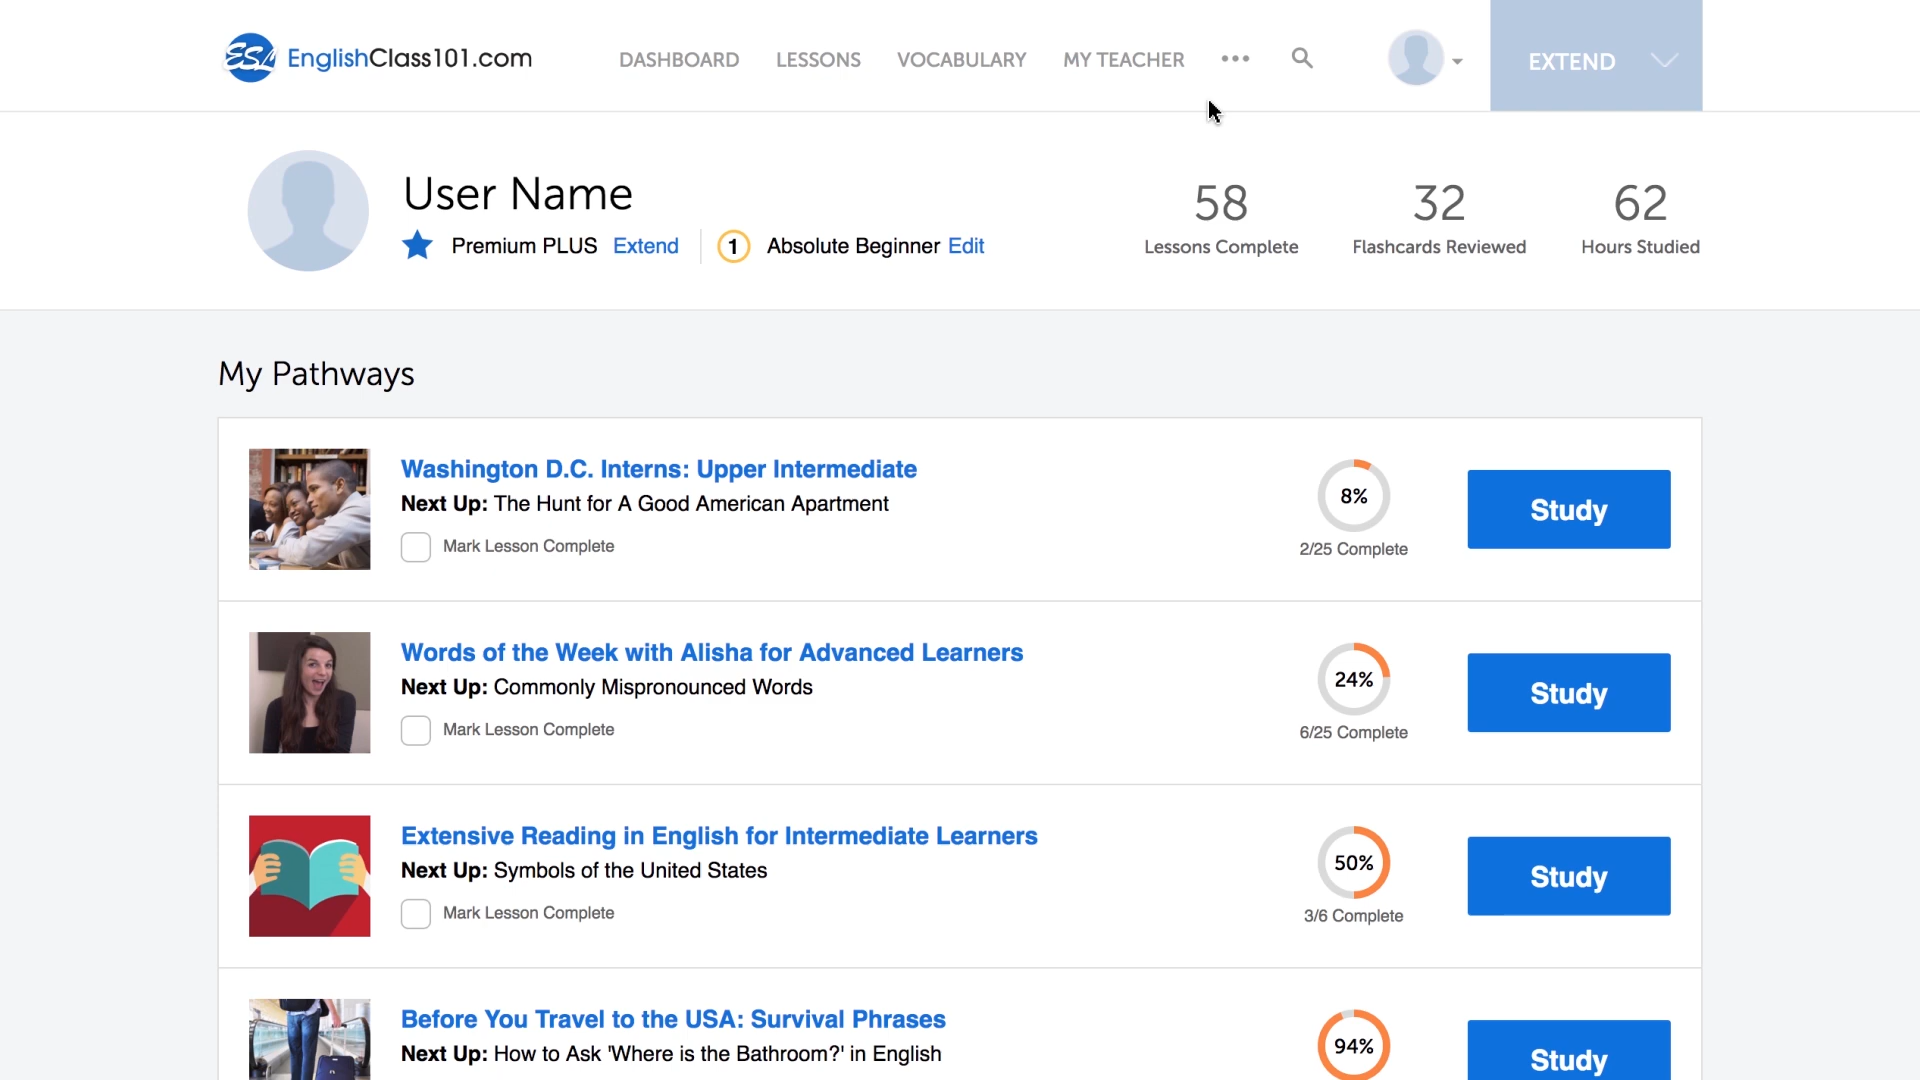 ESL EnglishClass101.com
DASHBOARD LESSONS VOCABULARY MY TEACHER ••• EXTEND
User Name
Premium PLUS Extend 1 Absolute Beginner Edit
58 32 62
Lessons Complete Flashcards Reviewed Hours Studied
My Pathways
Washington D.C. Interns: Upper Intermediate
Next Up: The Hunt for A Good American Apartment
Mark Lesson Complete
8%
2/25 Complete
Study
Words of the Week with Alisha for Advanced Learners
Next Up: Commonly Mispronounced Words
Mark Lesson Complete
24%
6/25 Complete
Study
Extensive Reading in English for Intermediate Learners
Next Up: Symbols of the United States
Mark Lesson Complete
50%
3/6 Complete
Study
Before You Travel to the USA: Survival Phrases
Next Up: How to Ask 'Where is the Bathroom?' in English
94%
Study